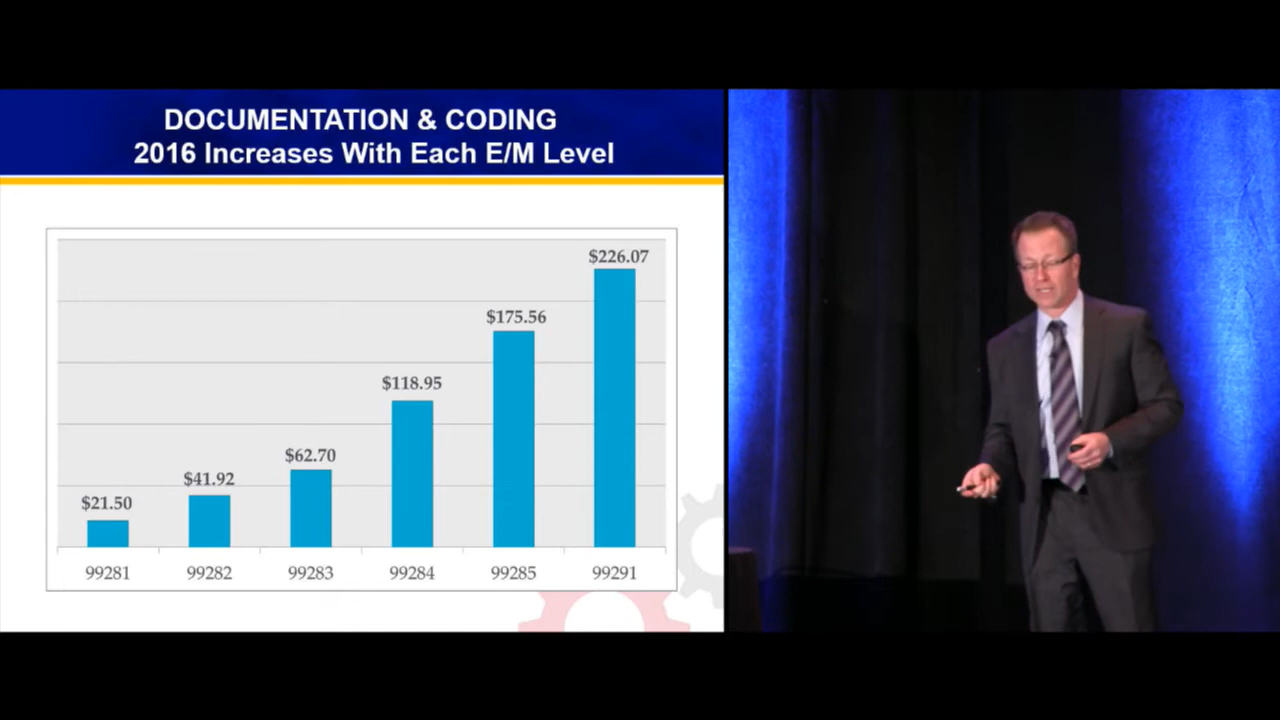 DOCUMENTATION & CODING
2016 Increases With Each E/M Level
$226.07
$175.56
$118.95
$62.70
$41.92
$21.50
99281 99282 99283 99284 99285 99291